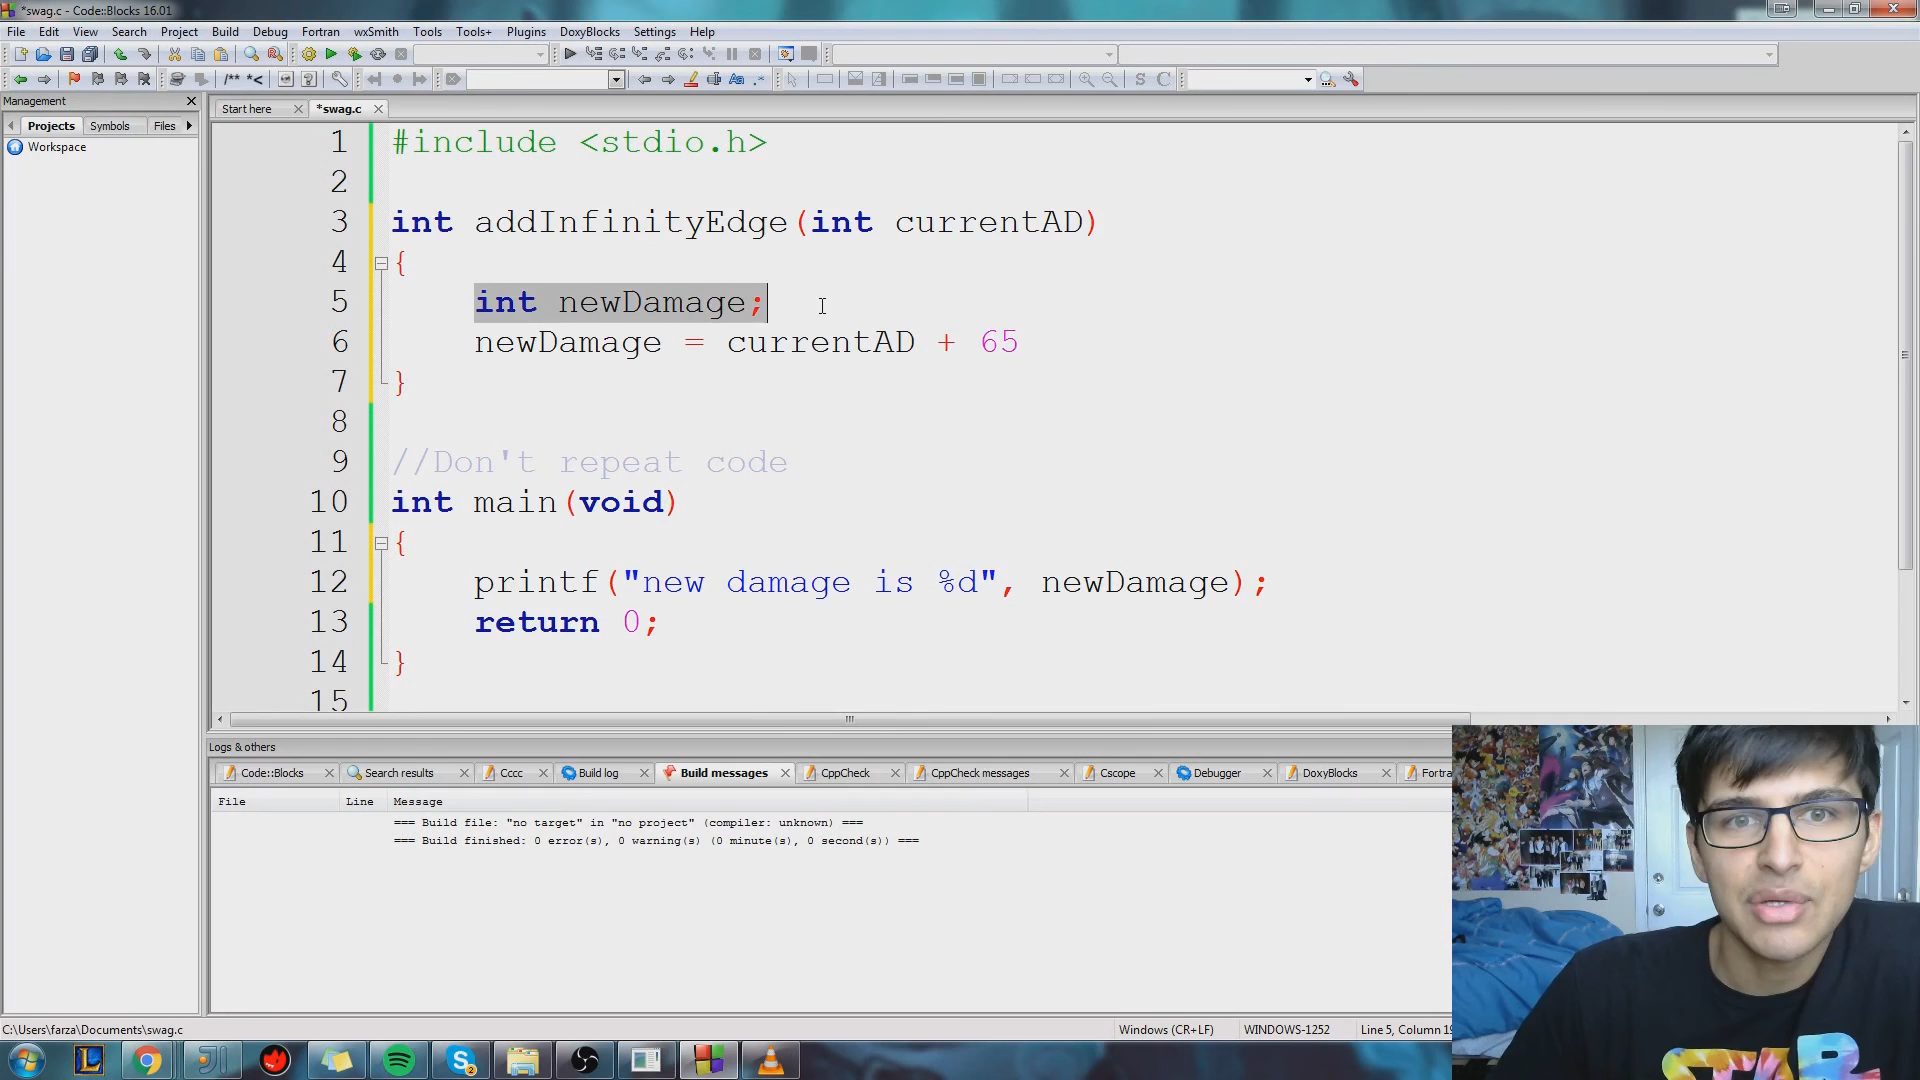 *swag.c - Code::Blocks 16.01
File Edit View Search Project Build Debug Fortran wxSmith Tools Tools+ Plugins DoxyBlocks Settings Help
/** *<
Management
Start here *swag.c
Projects Symbols Files
Workspace
1 #include <stdio.h>
2
3 int addInfinityEdge(int currentAD)
4 {
5 int newDamage;
6 newDamage = currentAD + 65
7 }
8
9 //Don't repeat code
10 int main(void)
11 {
12 printf("new damage is %d", newDamage);
13 return 0;
14 }
15
Logs & others
Code::Blocks Search results Cccc Build log Build messages CppCheck CppCheck messages Cscope Debugger DoxyBlocks Fortra
File Line Message
=== Build file: "no target" in "no project" (compiler: unknown) ===
=== Build finished: 0 error(s), 0 warning(s) (0 minute(s), 0 second(s)) ===
C:\Users\farza\Documents\swag.c Windows (CR+LF) WINDOWS-1252 Line 5, Column 19
STAR